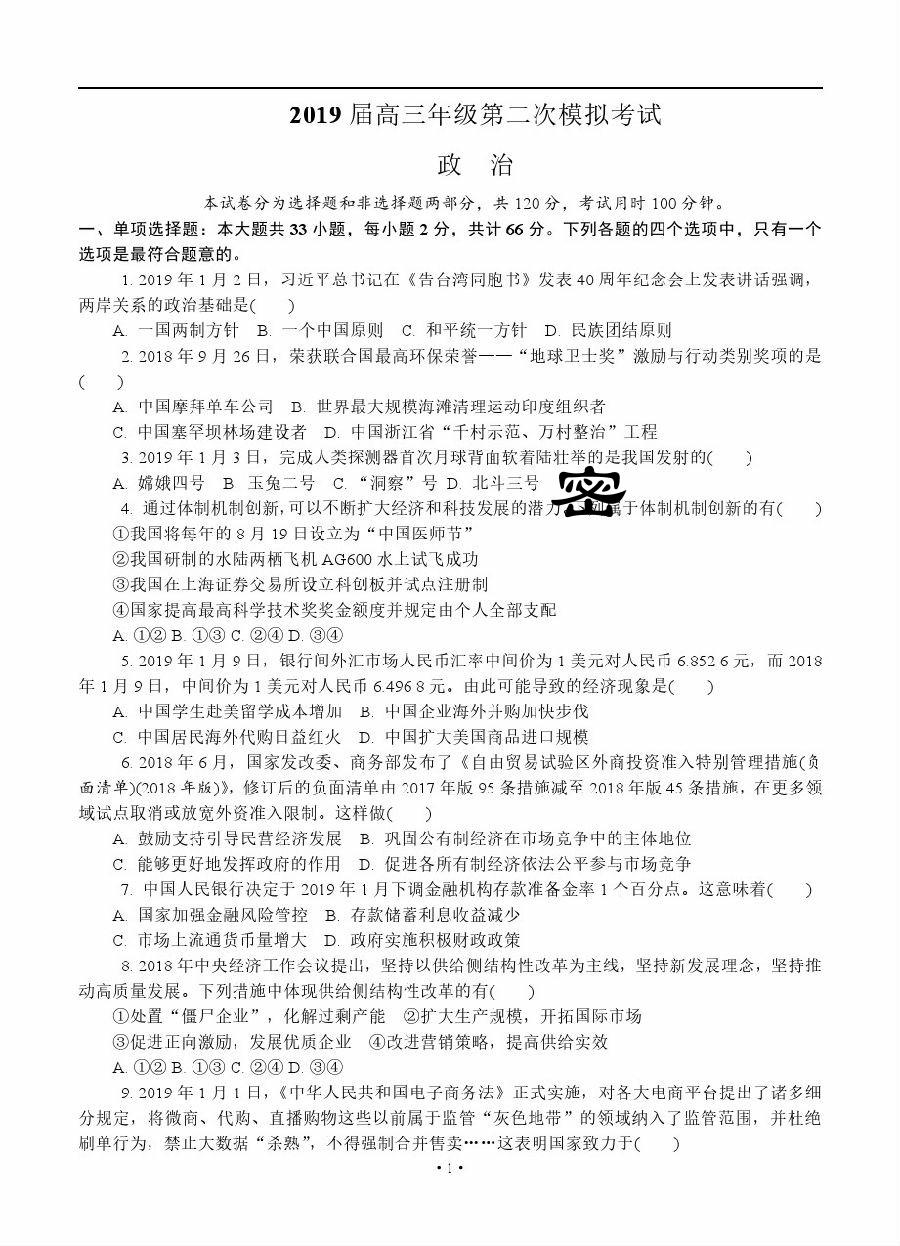 2019 届高三年级第二次模拟考试
政 治
本试卷分为选择题和非选择题两部分，共 120 分，考试用时 100 分钟。
一、单项选择题：本大题共 33 小题，每小题 2 分，共计 66 分。下列各题的四个选项中，只有一个
选项是最符合题意的。
1. 2019 年 1 月 2 日，习近平总书记在《告台湾同胞书》发表 40 周年纪念会上发表讲话强调，
两岸关系的政治基础是(  )
A. 一国两制方针 B. 一个中国原则 C. 和平统一方针 D. 民族团结原则
2. 2018 年 9 月 26 日，荣获联合国最高环保荣誉——“地球卫士奖”激励与行动类别奖项的是
(  )
A. 中国摩拜单车公司 B. 世界最大规模海滩清理运动印度组织者
C. 中国塞罕坝林场建设者 D. 中国浙江省“千村示范、万村整治”工程
3. 2019 年 1 月 3 日，完成人类探测器首次月球背面软着陆壮举的是我国发射的(  )
A. 嫦娥四号 B 玉兔二号 C. “洞察”号 D. 北斗三号
密
4. 通过体制机制创新，可以不断扩大经济和科技发展的潜力 属于体制机制创新的有(  )
①我国将每年的 8 月 19 日设立为“中国医师节”
②我国研制的水陆两栖飞机 AG600 水上试飞成功
③我国在上海证券交易所设立科创板并试点注册制
④国家提高最高科学技术奖奖金额度并规定由个人全部支配
A. ①② B. ①③ C. ②④ D. ③④
5. 2019 年 1 月 9 日，银行间外汇市场人民币汇率中间价为 1 美元对人民币 6.852 6 元，而 2018
年 1 月 9 日，中间价为 1 美元对人民币 6.496 8 元。由此可能导致的经济现象是(  )
A. 中国学生赴美留学成本增加 B. 中国企业海外并购加快步伐
C. 中国居民海外代购日益红火 D. 中国扩大美国商品进口规模
6. 2018 年 6 月，国家发改委、商务部发布了《自由贸易试验区外商投资准入特别管理措施(负
面清单)(2018 年版)》，修订后的负面清单由 2017 年版 95 条措施减至 2018 年版 45 条措施，在更多领
域试点取消或放宽外资准入限制。这样做(  )
A. 鼓励支持引导民营经济发展 B. 巩固公有制经济在市场竞争中的主体地位
C. 能够更好地发挥政府的作用 D. 促进各所有制经济依法公平参与市场竞争
7. 中国人民银行决定于 2019 年 1 月下调金融机构存款准备金率 1 个百分点。这意味着(  )
A. 国家加强金融风险管控 B. 存款储蓄利息收益减少
C. 市场上流通货币量增大 D. 政府实施积极财政政策
8. 2018 年中央经济工作会议提出，坚持以供给侧结构性改革为主线，坚持新发展理念，坚持推
动高质量发展。下列措施中体现供给侧结构性改革的有(  )
①处置“僵尸企业”，化解过剩产能 ②扩大生产规模，开拓国际市场
③促进正向激励，发展优质企业 ④改进营销策略，提高供给实效
A. ①② B. ①③ C. ②④ D. ③④
9. 2019 年 1 月 1 日，《中华人民共和国电子商务法》正式实施，对各大电商平台提出了诸多细
分规定，将微商、代购、直播购物这些以前属于监管“灰色地带”的领域纳入了监管范围，并杜绝
刷单行为，禁止大数据“杀熟”，不得强制合并售卖……这表明国家致力于(  )
·1·